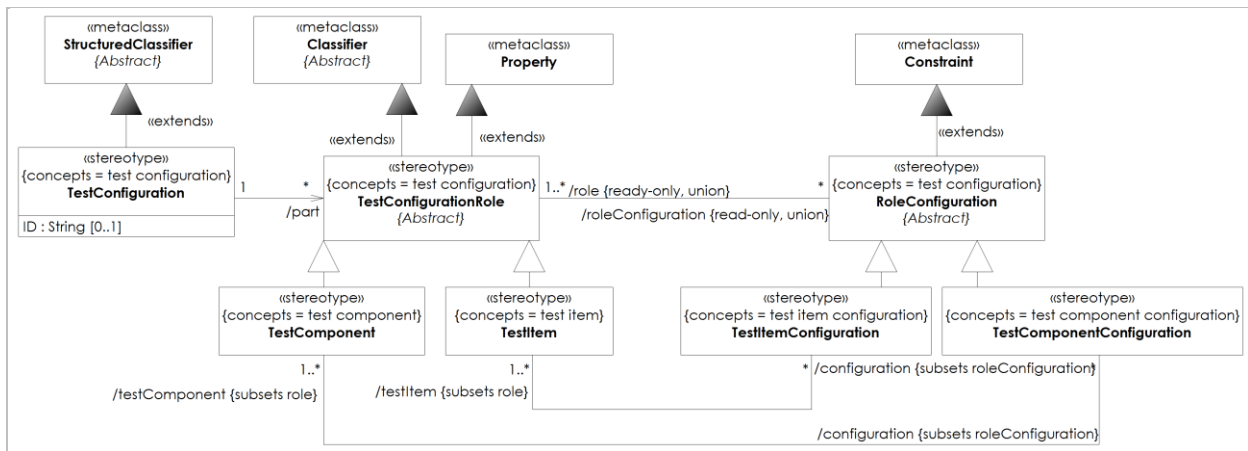 «metaclass»
StructuredClassifier
{Abstract}
«metaclass»
Classifier
{Abstract}
«metaclass»
Property
«metaclass»
Constraint
«extends»
«extends»
«extends»
«extends»
«stereotype»
{concepts = test configuration}
TestConfiguration
ID : String [0..1]
1
*
/part
«stereotype»
{concepts = test configuration}
TestConfigurationRole
{Abstract}
1..*
/role {ready-only, union}
*
/roleConfiguration {read-only, union}
«stereotype»
{concepts = test configuration}
RoleConfiguration
{Abstract}
«stereotype»
{concepts = test component}
TestComponent
«stereotype»
{concepts = test item}
TestItem
«stereotype»
{concepts = test item configuration}
TestItemConfiguration
«stereotype»
{concepts = test component configuration}
TestComponentConfiguration
1..*
/testComponent {subsets role}
1..*
/testItem {subsets role}
*
/configuration {subsets roleConfiguration}
*
/configuration {subsets roleConfiguration}